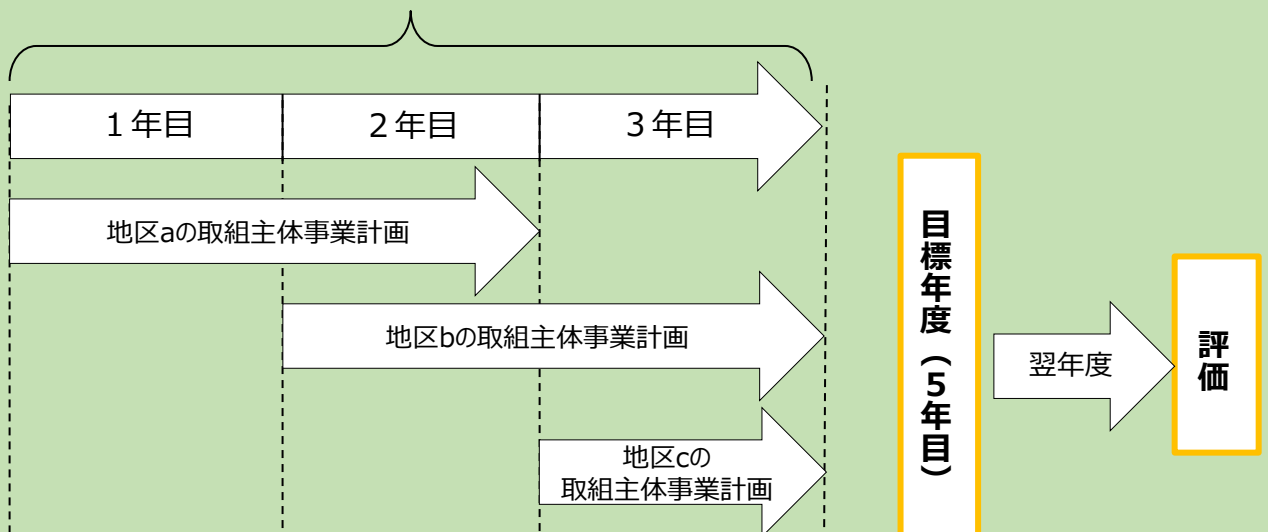 １年目
２年目
３年目
地区aの取組主体事業計画
地区bの取組主体事業計画
地区cの
取組主体事業計画
目標年度（５年目）
翌年度
評価